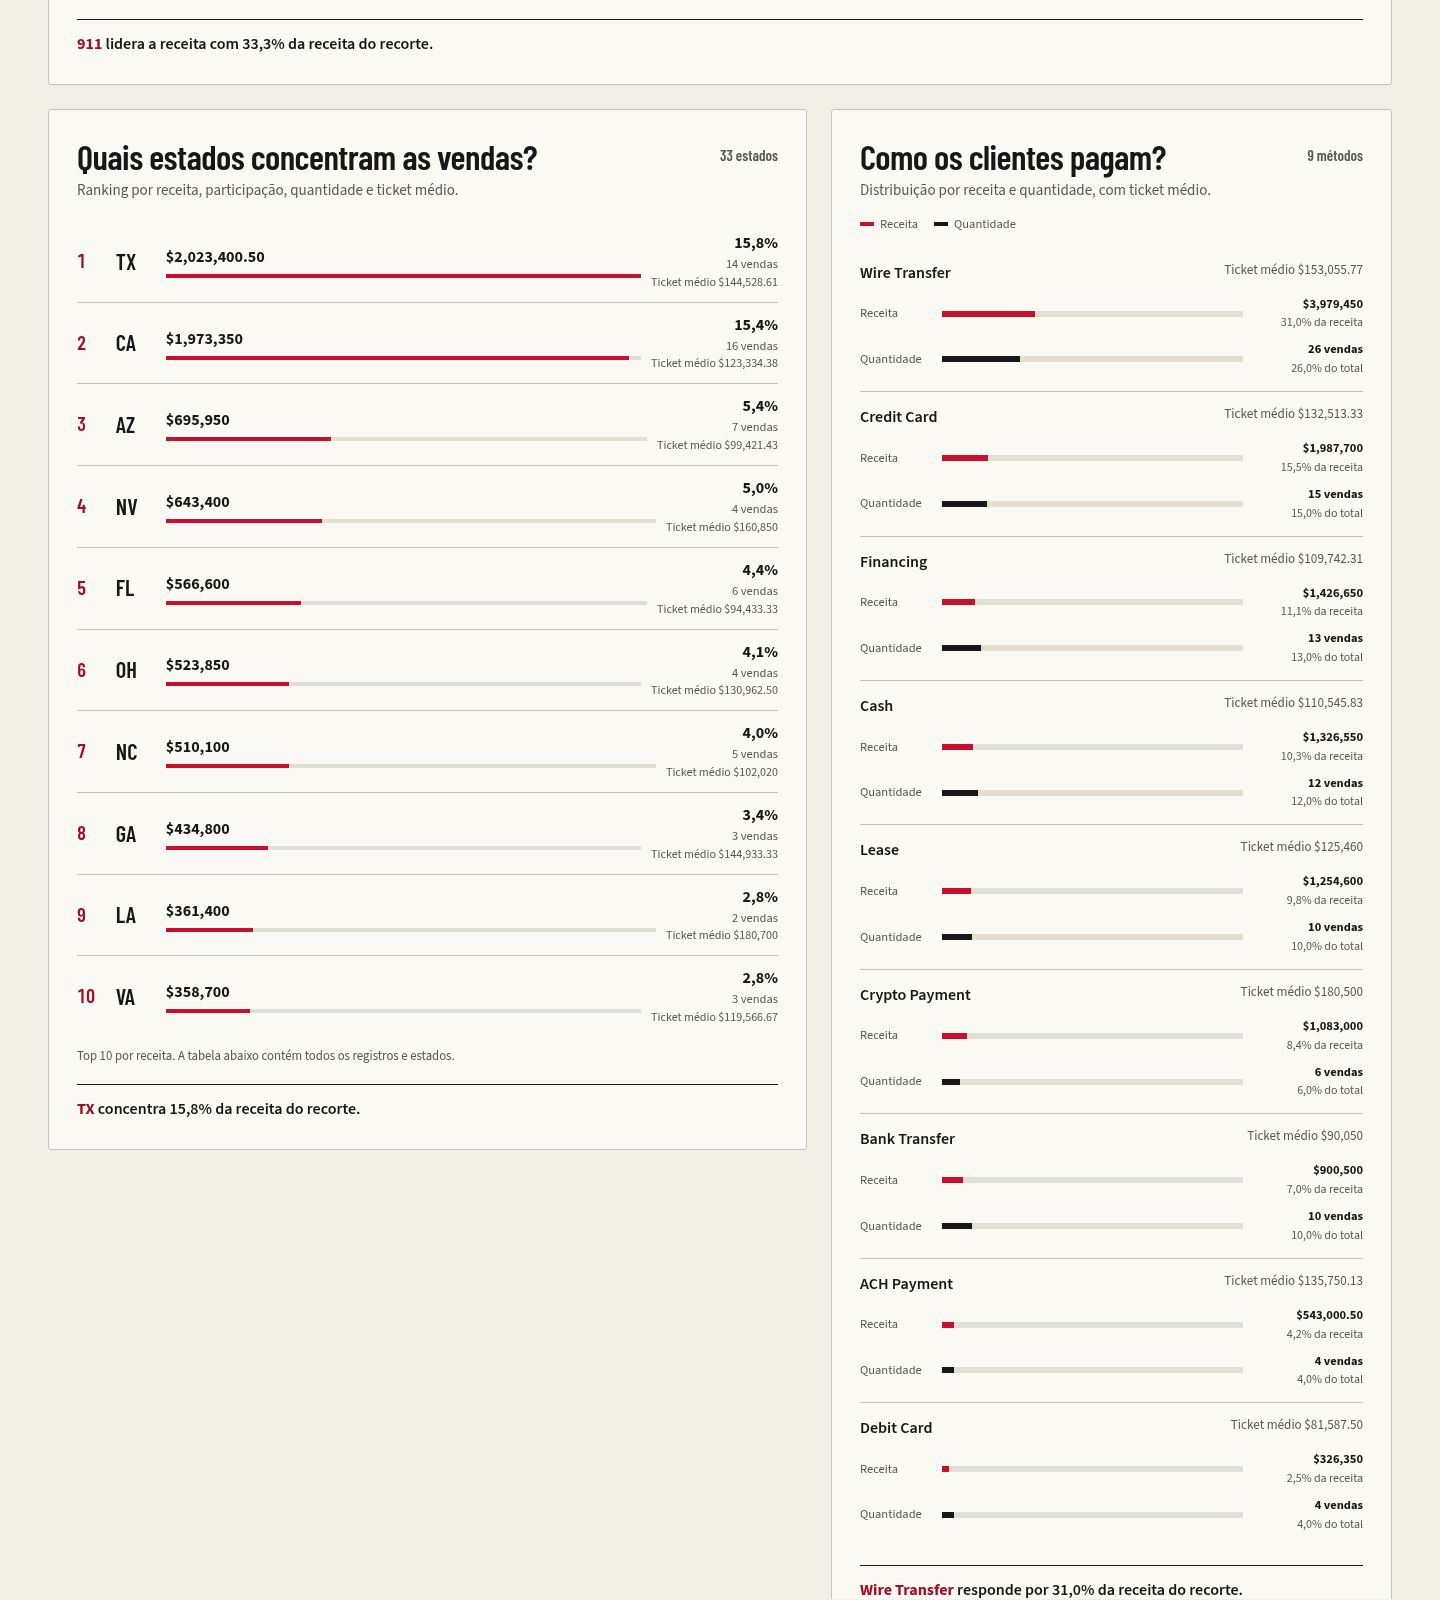 911 lidera a receita com 33,3% da receita do recorte.
Quais estados concentram as vendas?
33 estados
Ranking por receita, participação, quantidade e ticket médio.
1 TX $2,023,400.50
15,8%
14 vendas
Ticket médio $144,528.61
2 CA $1,973,350
15,4%
16 vendas
Ticket médio $123,334.38
3 AZ $695,950
5,4%
7 vendas
Ticket médio $99,421.43
4 NV $643,400
5,0%
4 vendas
Ticket médio $160,850
5 FL $566,600
4,4%
6 vendas
Ticket médio $94,433.33
6 OH $523,850
4,1%
4 vendas
Ticket médio $130,962.50
7 NC $510,100
4,0%
5 vendas
Ticket médio $102,020
8 GA $434,800
3,4%
3 vendas
Ticket médio $144,933.33
9 LA $361,400
2,8%
2 vendas
Ticket médio $180,700
10 VA $358,700
2,8%
3 vendas
Ticket médio $119,566.67
Top 10 por receita. A tabela abaixo contém todos os registros e estados.
TX concentra 15,8% da receita do recorte.
Como os clientes pagam?
9 métodos
Distribuição por receita e quantidade, com ticket médio.
Receita Quantidade
Wire Transfer
Ticket médio $153,055.77
Receita
$3,979,450
31,0% da receita
Quantidade
26 vendas
26,0% do total
Credit Card
Ticket médio $132,513.33
Receita
$1,987,700
15,5% da receita
Quantidade
15 vendas
15,0% do total
Financing
Ticket médio $109,742.31
Receita
$1,426,650
11,1% da receita
Quantidade
13 vendas
13,0% do total
Cash
Ticket médio $110,545.83
Receita
$1,326,550
10,3% da receita
Quantidade
12 vendas
12,0% do total
Lease
Ticket médio $125,460
Receita
$1,254,600
9,8% da receita
Quantidade
10 vendas
10,0% do total
Crypto Payment
Ticket médio $180,500
Receita
$1,083,000
8,4% da receita
Quantidade
6 vendas
6,0% do total
Bank Transfer
Ticket médio $90,050
Receita
$900,500
7,0% da receita
Quantidade
10 vendas
10,0% do total
ACH Payment
Ticket médio $135,750.13
Receita
$543,000.50
4,2% da receita
Quantidade
4 vendas
4,0% do total
Debit Card
Ticket médio $81,587.50
Receita
$326,350
2,5% da receita
Quantidade
4 vendas
4,0% do total
Wire Transfer responde por 31,0% da receita do recorte.